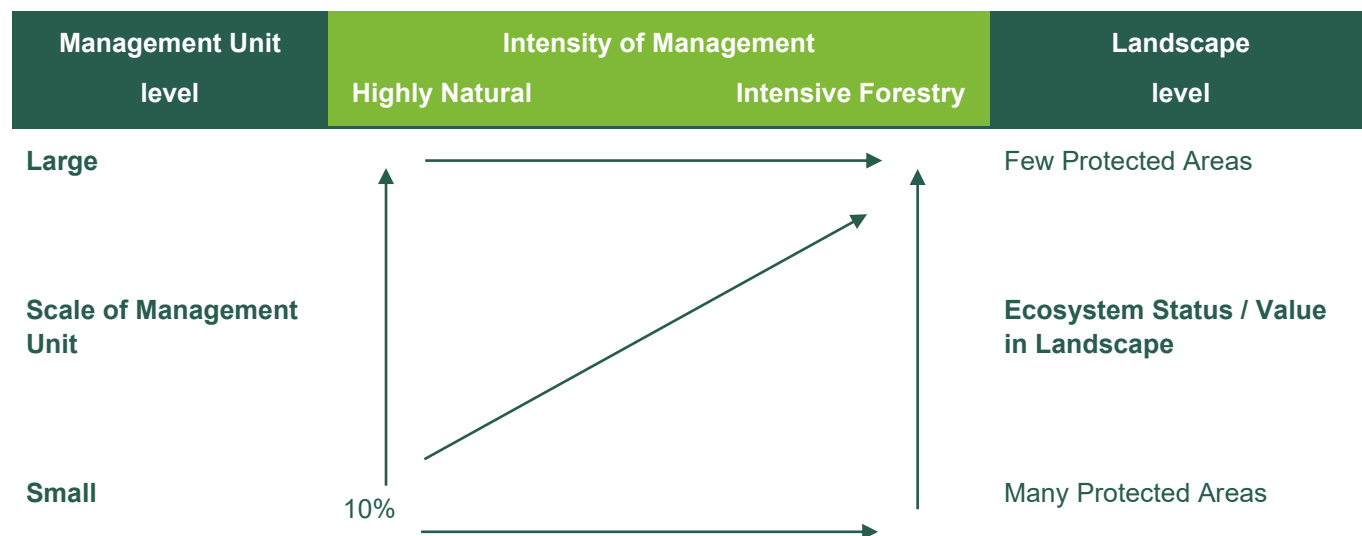 Management Unit
level
Intensity of Management
Highly Natural
Intensive Forestry
Landscape
level
Large
Few Protected Areas
Scale of Management
Unit
Ecosystem Status / Value
in Landscape
Small
10%
Many Protected Areas